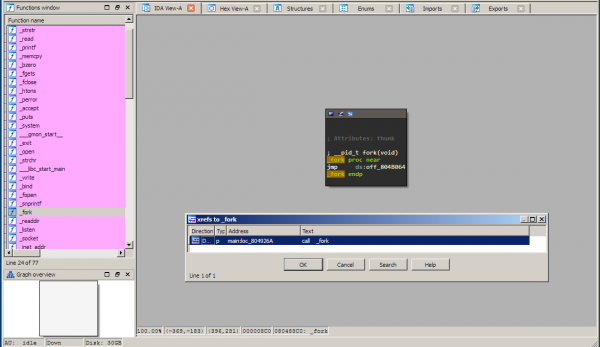 Functions window
IDA View-A
Hex View-A
Structures
Enums
Imports
Exports
Function name
_strstr
_read
_printf
_memcpy
_bzero
_fgets
_fclose
_htons
_perror
_accept
_puts
_system
___gmon_start__
_exit
_open
_strchr
___libc_start_main
_write
_bind
_fopen
_snprintf
_fork
_readdir
_listen
_socket
_inet_addr
Line 24 of 77
Graph overview
; Attributes: thunk
; __pid_t fork(void)
_fork proc near
jmp ds:off_804B064
_fork endp
xrefs to _fork
Direction Typ Address Text
D... p main:loc_804926A call _fork
OK Cancel Search Help
Line 1 of 1
100.00% (-369,-183) (396,281) 000008C0 080488C0: _fork
AU: idle Down Disk: 30GB